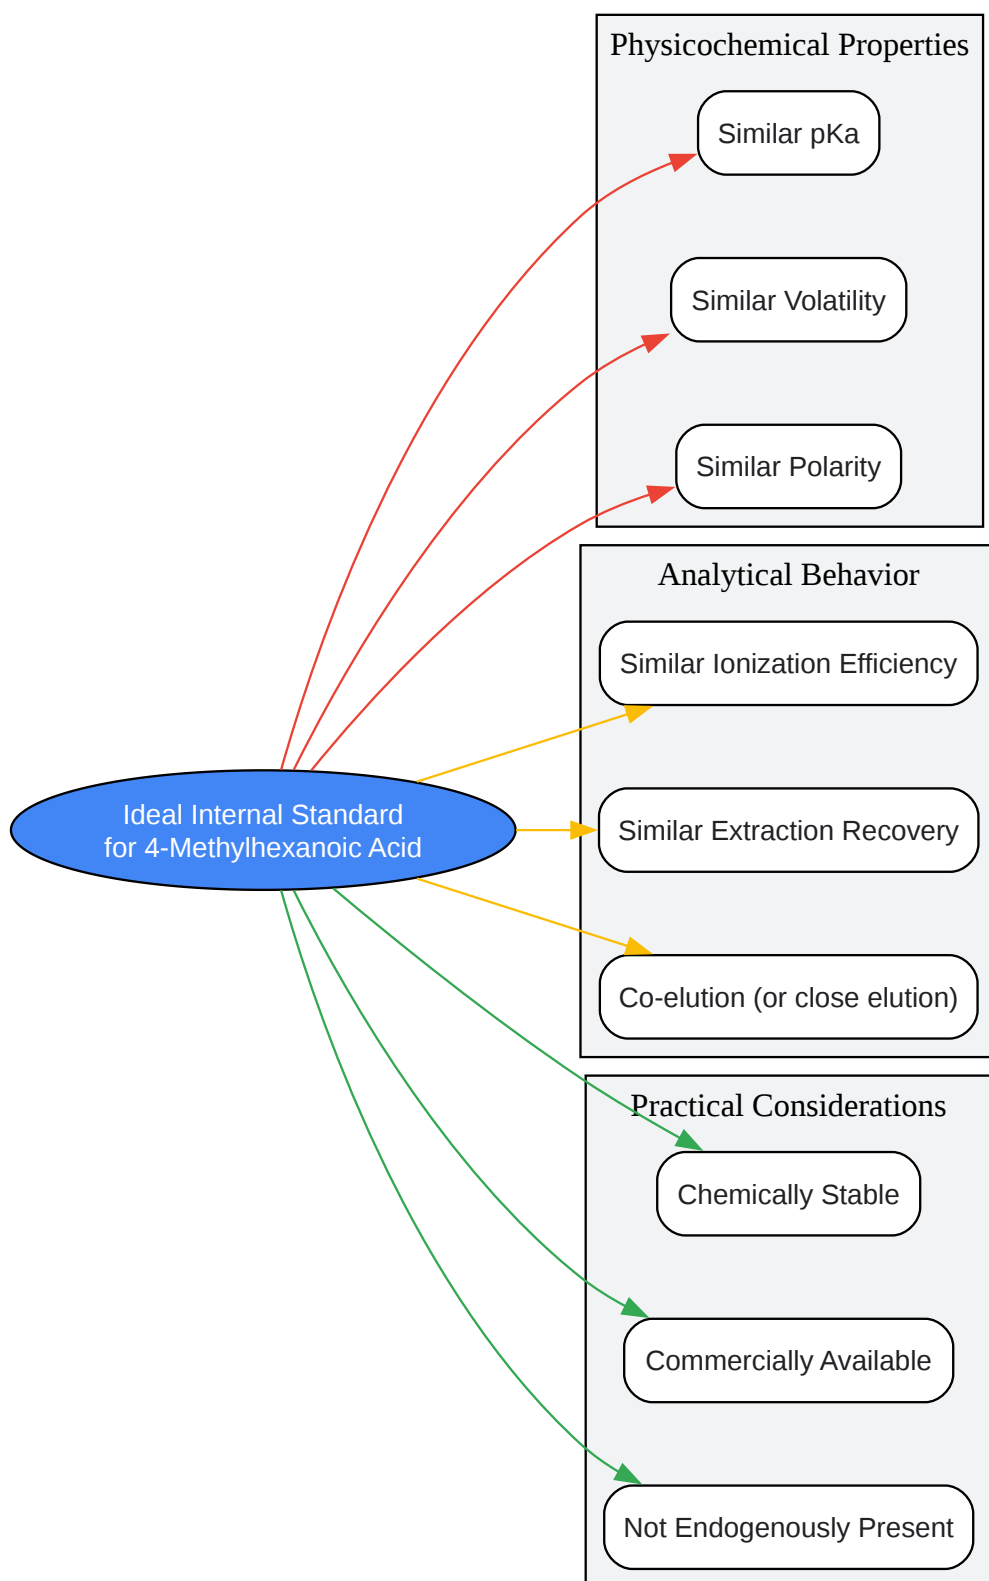 Physicochemical Properties
Similar pKa
Similar Volatility
Similar Polarity
Analytical Behavior
Similar Ionization Efficiency
Ideal Internal Standard
for 4-Methylhexanoic Acid
Similar Extraction Recovery
Co-elution (or close elution)
Practical Considerations
Chemically Stable
Commercially Available
Not Endogenously Present